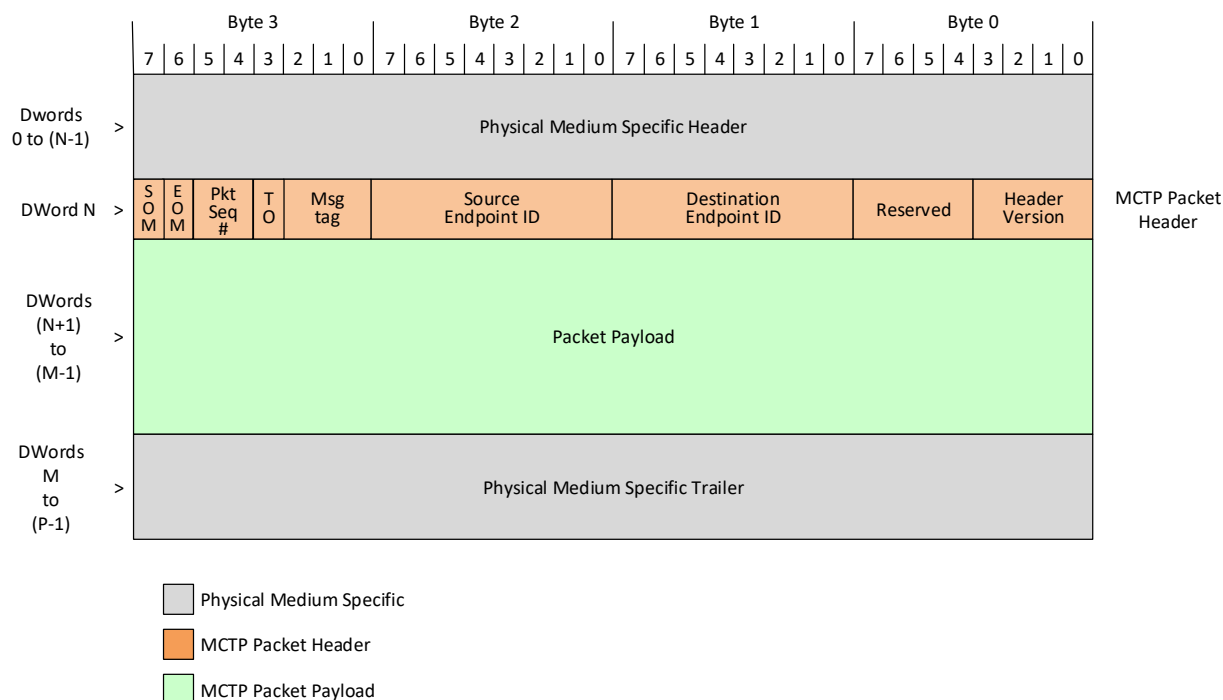 Byte 3 Byte 2 Byte 1 Byte 0
7 6 5 4 3 2 1 0 7 6 5 4 3 2 1 0 7 6 5 4 3 2 1 0 7 6 5 4 3 2 1 0
Dwords
0 to (N-1)
>
Physical Medium Specific Header
DWord N
>
SOM
EOM
Pkt
Seq
#
TO
Msg
tag
Source
Endpoint ID
Destination
Endpoint ID
Reserved
Header
Version
MCTP Packet
Header
DWords
(N+1)
to
(M-1)
>
Packet Payload
DWords
M
to
(P-1)
>
Physical Medium Specific Trailer
Physical Medium Specific
MCTP Packet Header
MCTP Packet Payload